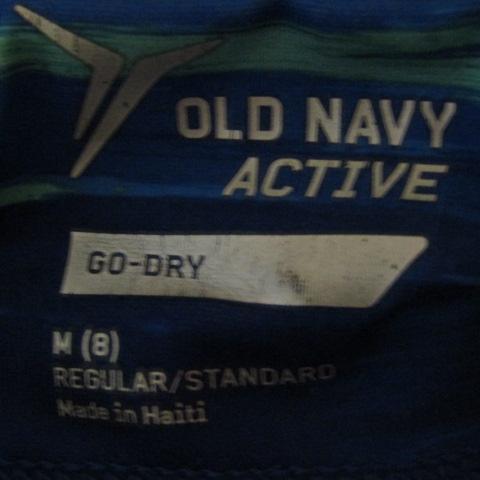 OLD NAVY
ACTIVE
GO-DRY
M (8)
REGULAR/STANDARD
Made in Haiti